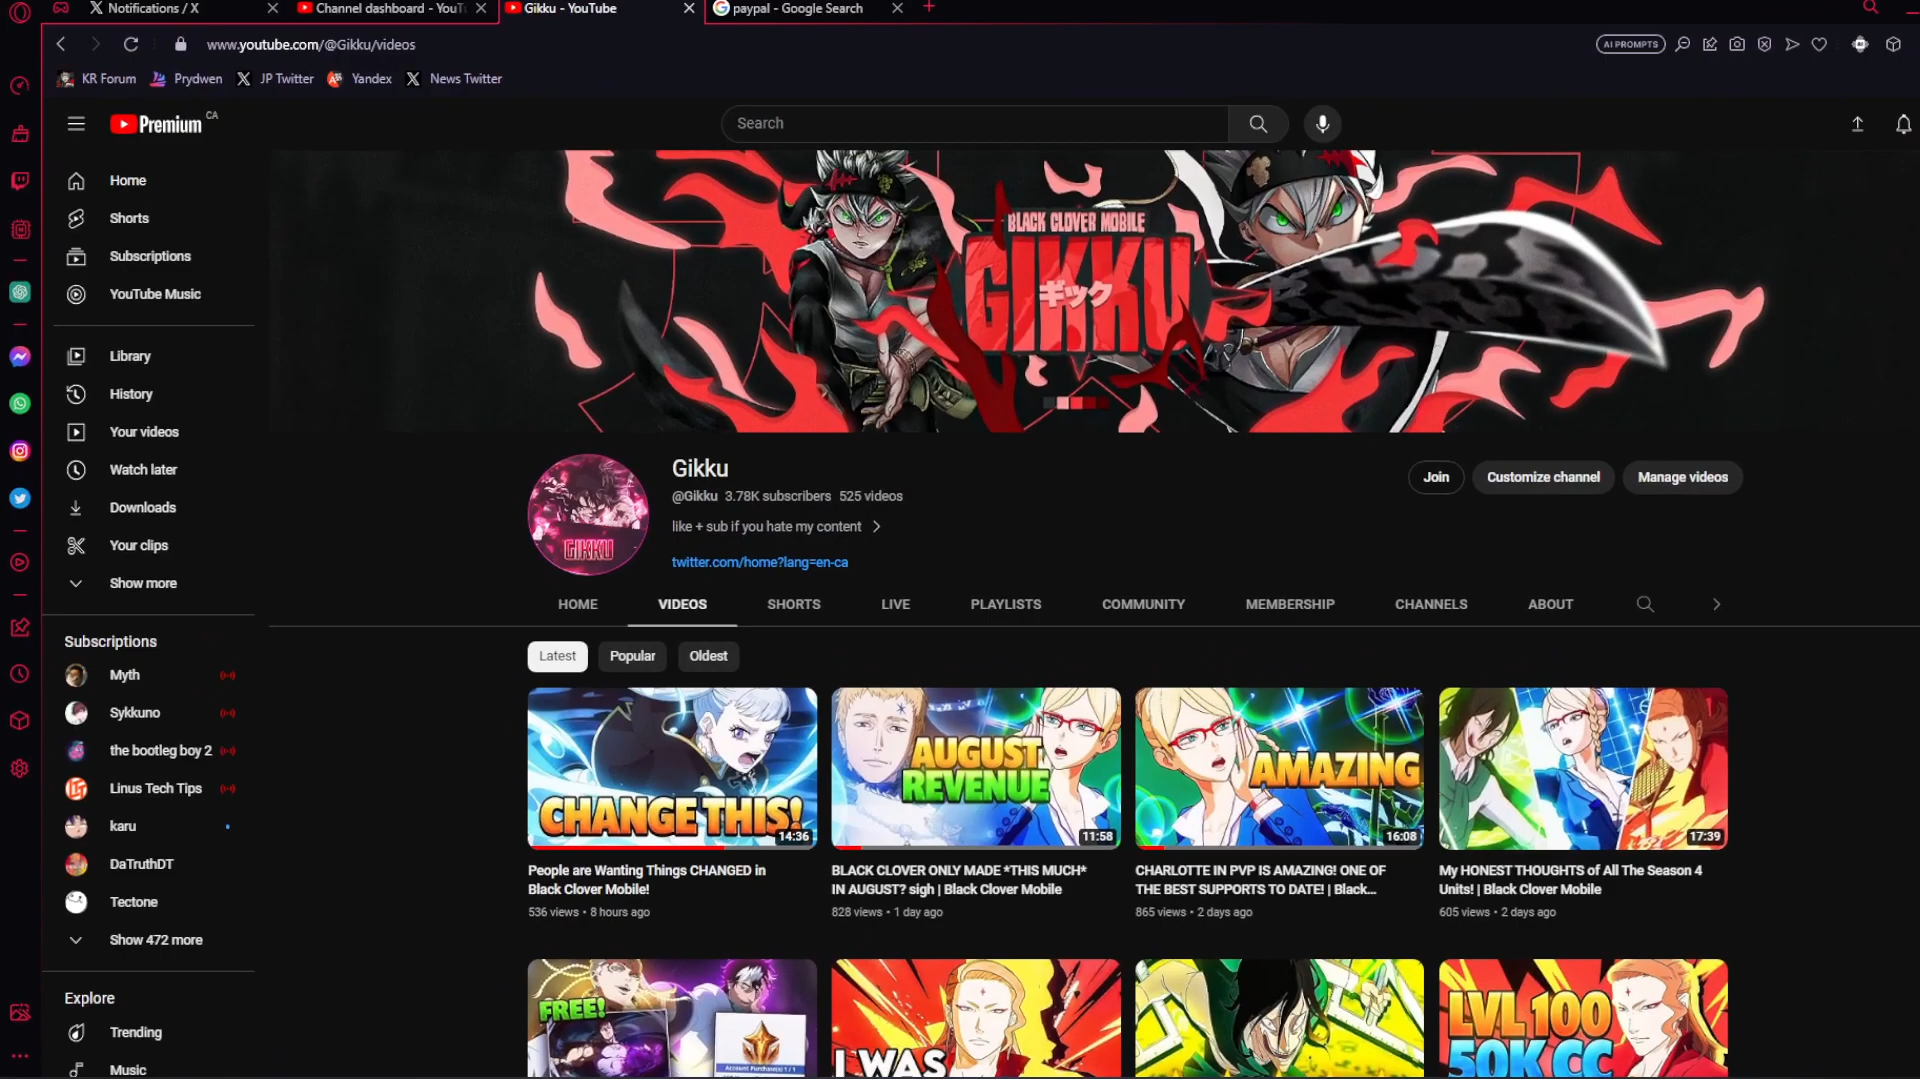 Notifications / X
Channel dashboard - YouTu
Gikku - YouTube
paypal - Google Search
www.youtube.com/@Gikku/videos
AI PROMPTS
KR Forum
Prydwen
JP Twitter
Yandex
News Twitter
Premium CA
Search
Home
Shorts
Subscriptions
YouTube Music
Library
History
Your videos
Watch later
Downloads
Your clips
Show more
Subscriptions
Myth
Sykkuno
the bootleg boy 2
Linus Tech Tips
karu
DaTruthDT
Tectone
Show 472 more
Explore
Trending
Music
BLACK CLOVER MOBILE
GIKKU
ギック
GIKKU
Gikku
@Gikku 3.78K subscribers 525 videos
like + sub if you hate my content
twitter.com/home?lang=en-ca
Join
Customize channel
Manage videos
HOME
VIDEOS
SHORTS
LIVE
PLAYLISTS
COMMUNITY
MEMBERSHIP
CHANNELS
ABOUT
Latest
Popular
Oldest
CHANGE THIS!
14:36
People are Wanting Things CHANGED in
Black Clover Mobile!
536 views • 8 hours ago
AUGUST
REVENUE
11:58
BLACK CLOVER ONLY MADE *THIS MUCH*
IN AUGUST? sigh | Black Clover Mobile
828 views • 1 day ago
AMAZING
16:08
CHARLOTTE IN PVP IS AMAZING! ONE OF
THE BEST SUPPORTS TO DATE! | Black...
865 views • 2 days ago
17:39
My HONEST THOUGHTS of All The Season 4
Units! | Black Clover Mobile
605 views • 2 days ago
FREE!
Account Purchase(s) 1 / 1
I WAS
LVL 100
50K CC